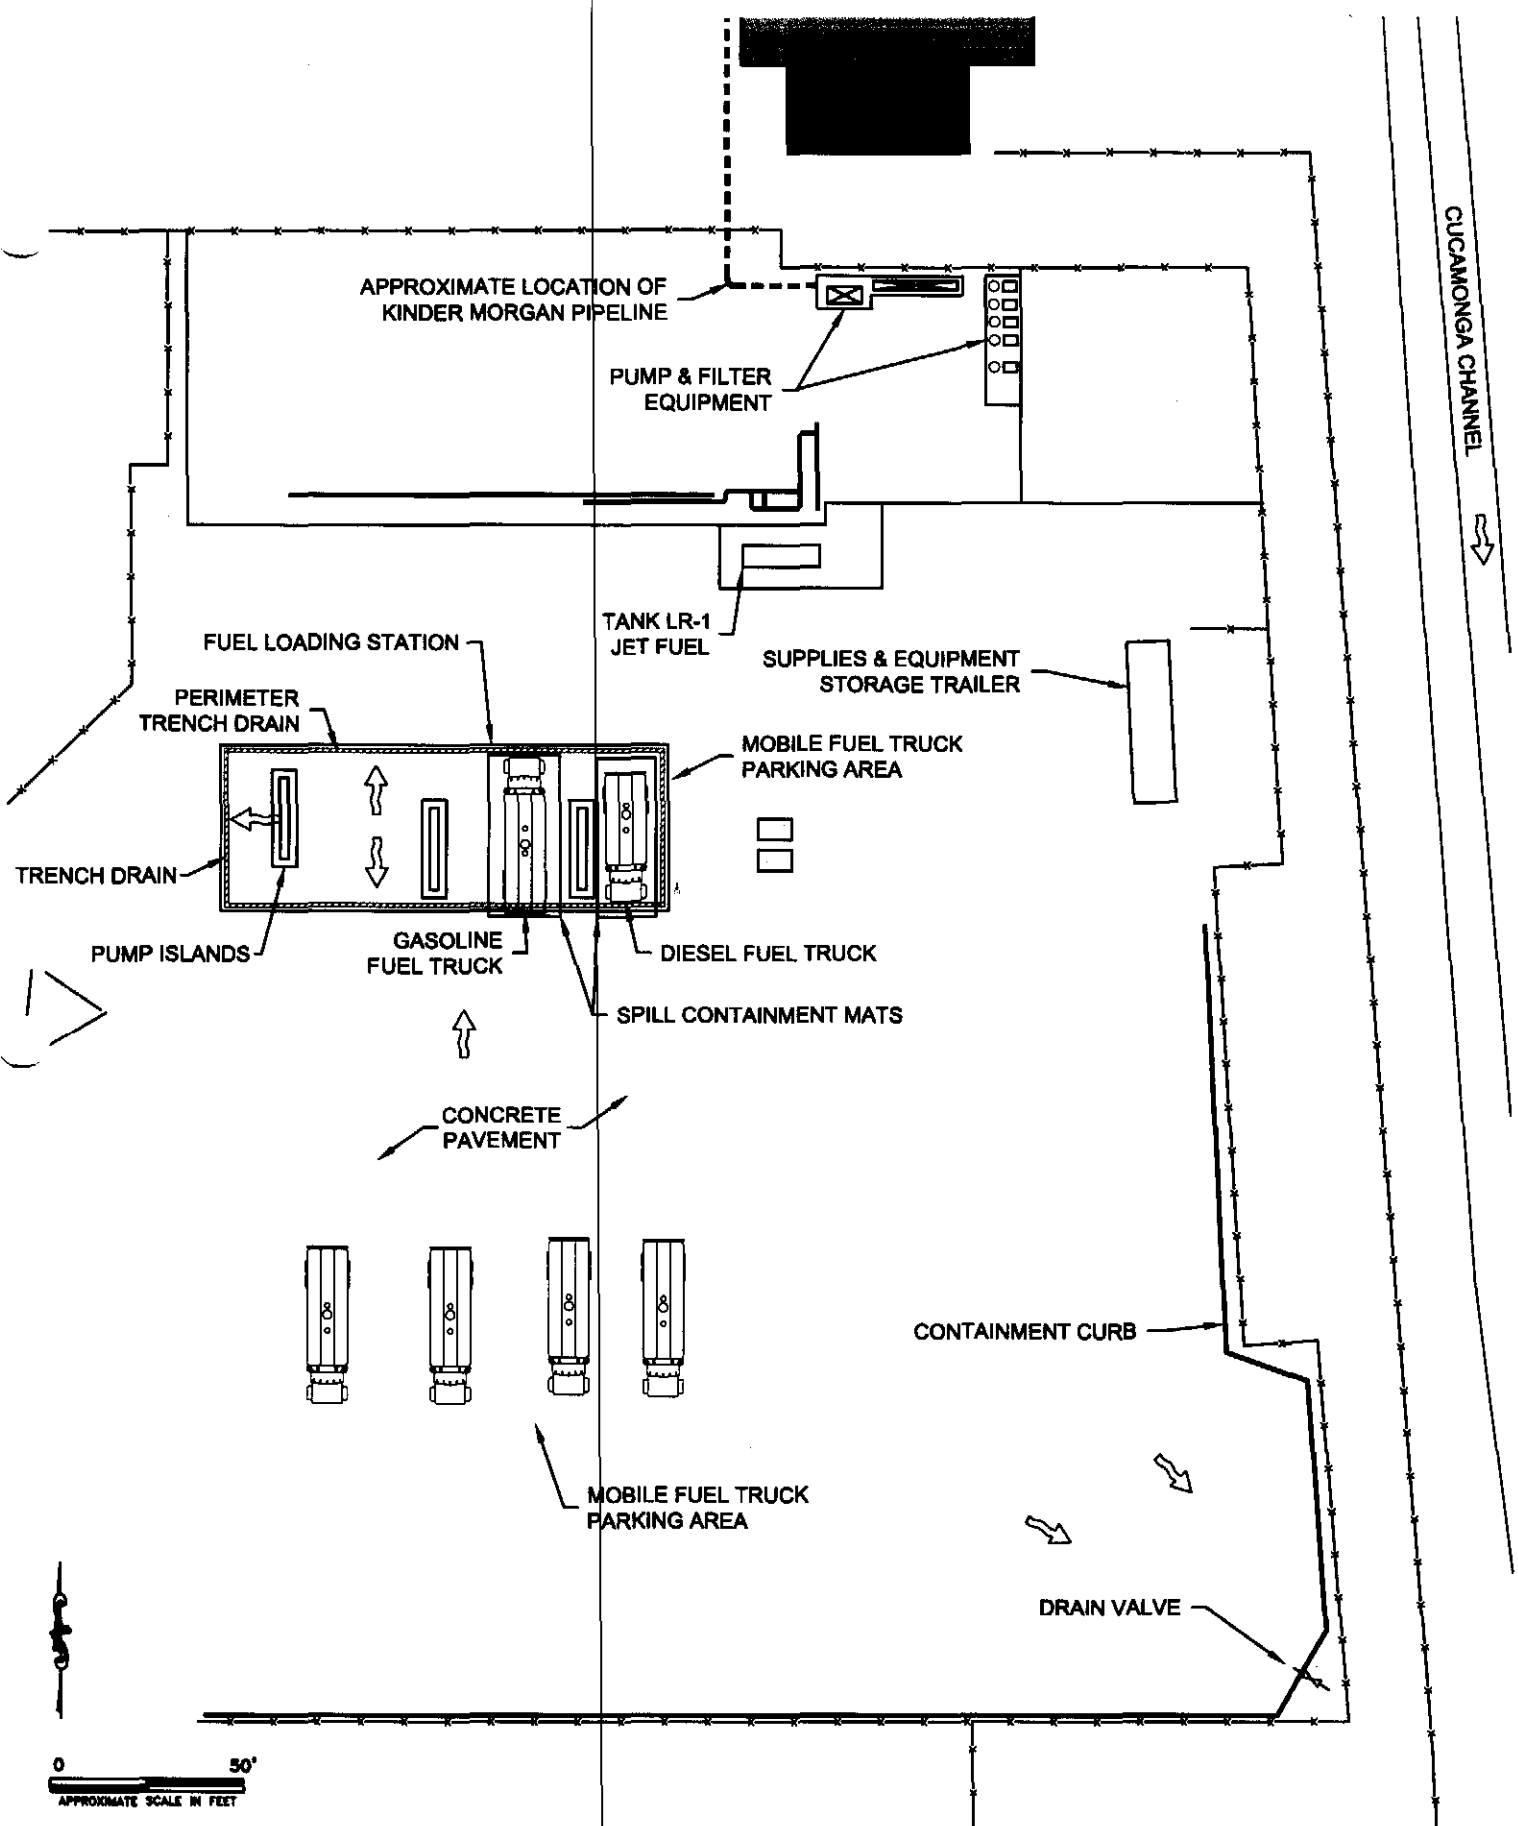 CUCAMONGA CHANNEL
APPROXIMATE LOCATION OF
KINDER MORGAN PIPELINE
PUMP & FILTER
EQUIPMENT
TANK LR-1
JET FUEL
FUEL LOADING STATION
SUPPLIES & EQUIPMENT
STORAGE TRAILER
PERIMETER
TRENCH DRAIN
MOBILE FUEL TRUCK
PARKING AREA
TRENCH DRAIN
PUMP ISLANDS
GASOLINE
FUEL TRUCK
DIESEL FUEL TRUCK
SPILL CONTAINMENT MATS
CONCRETE
PAVEMENT
CONTAINMENT CURB
MOBILE FUEL TRUCK
PARKING AREA
DRAIN VALVE
0 50'
APPROXIMATE SCALE IN FEET